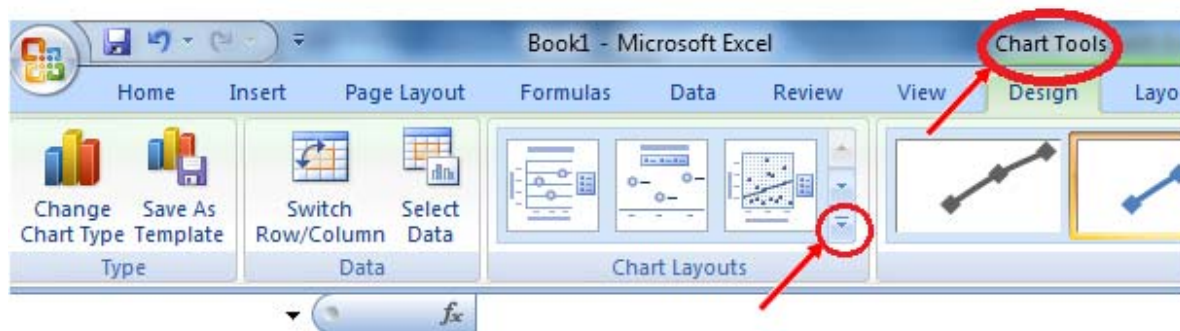 Book1 - Microsoft Excel Chart Tools
Home Insert Page Layout Formulas Data Review View Design Layo
Change Chart Type
Save As Template
Switch Row/Column
Select Data
Type Data Chart Layouts
fx